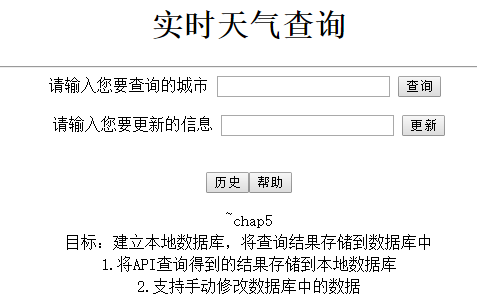 实时天气查询
请输入您要查询的城市 查询
请输入您要更新的信息 更新
历史 帮助
~chap5
目标：建立本地数据库，将查询结果存储到数据库中
1.将API查询得到的结果存储到本地数据库
2.支持手动修改数据库中的数据